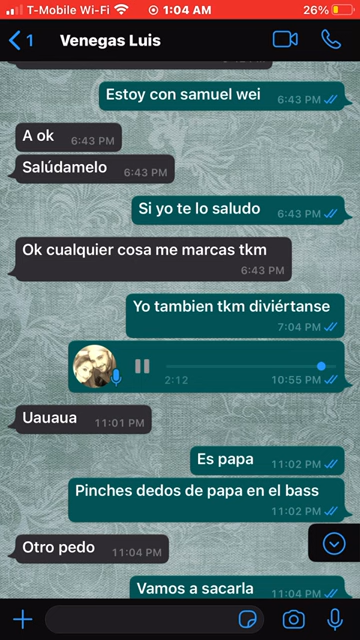 T-Mobile Wi-Fi 1:04 AM 26%
1 Venegas Luis
Estoy con samuel wei 6:43 PM
A ok 6:43 PM
Salúdamelo 6:43 PM
Si yo te lo saludo 6:43 PM
Ok cualquier cosa me marcas tkm
6:43 PM
Yo tambien tkm diviértanse
7:04 PM
2:12 10:55 PM
Uauaua 11:01 PM
Es papa 11:02 PM
Pinches dedos de papa en el bass
11:02 PM
Otro pedo 11:04 PM
Vamos a sacarla 11:04 PM